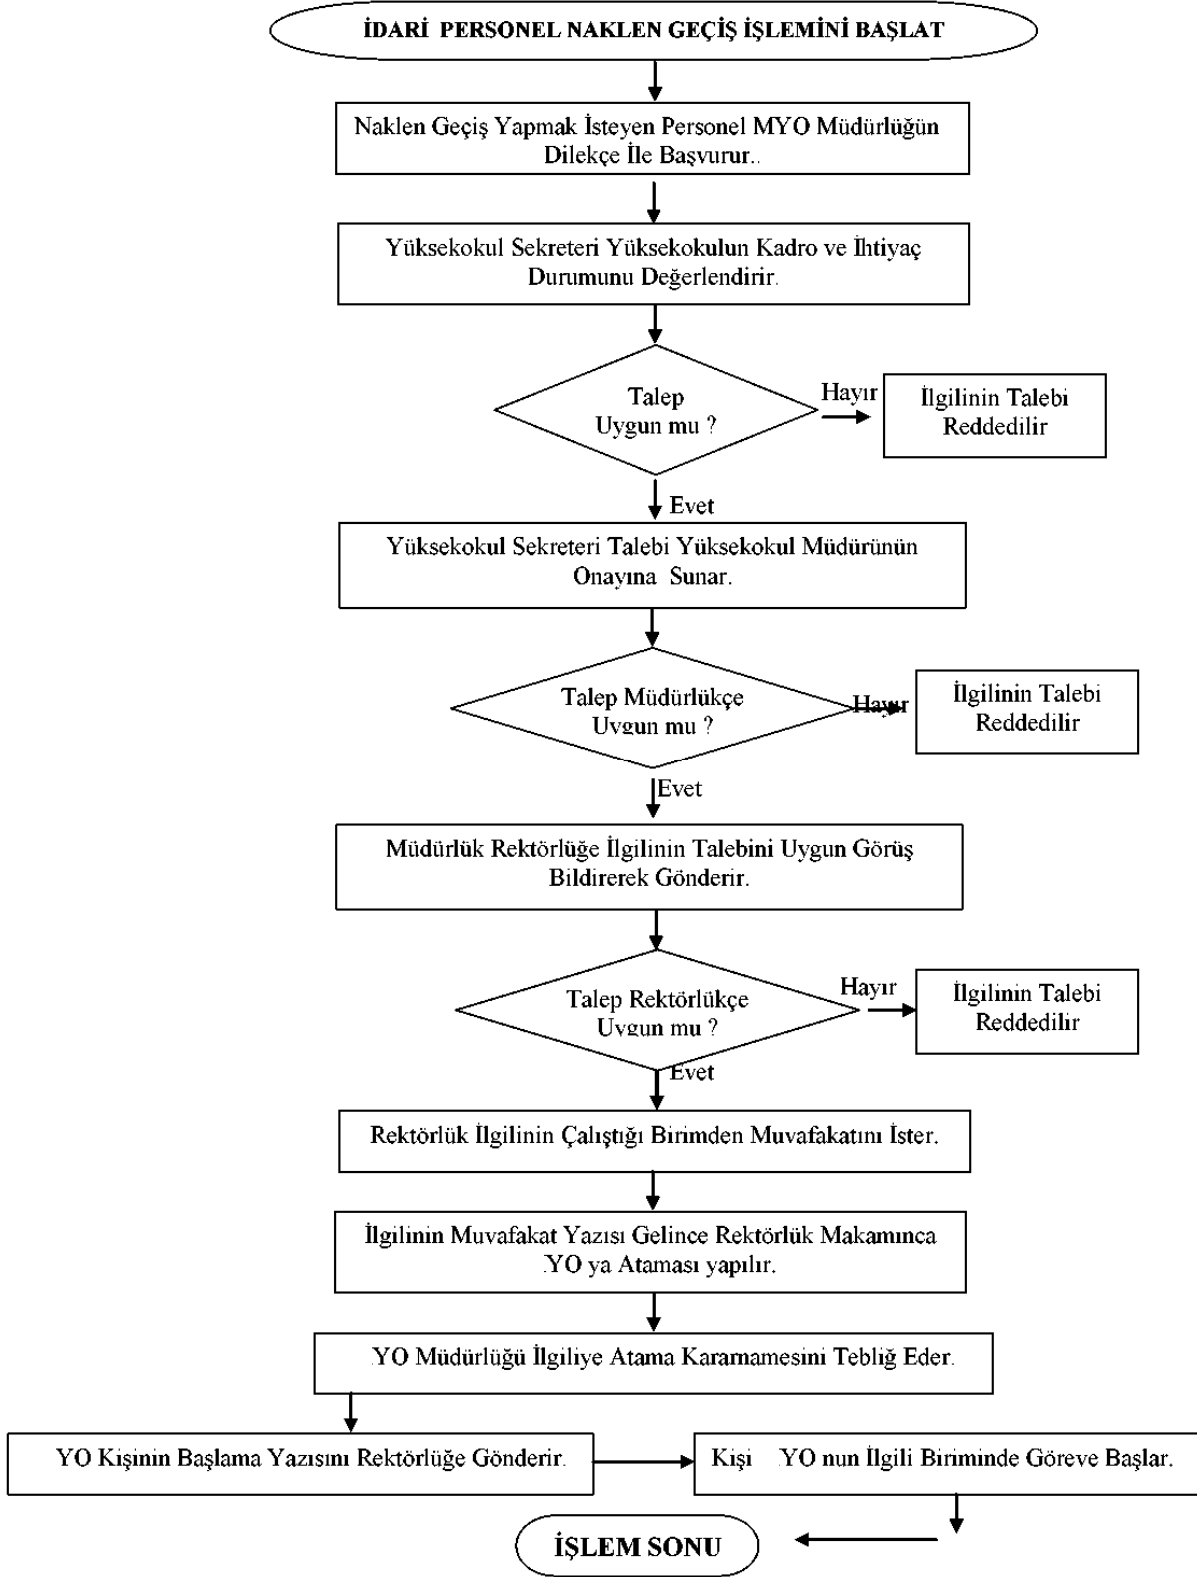 İDARİ PERSONEL NAKLEN GEÇİŞ İŞLEMİNİ BAŞLAT
Naklen Geçiş Yapmak İsteyen Personel MYO Müdürlüğün
Dilekçe İle Başvurur..
Yüksekokul Sekreteri Yüksekokulun Kadro ve İhtiyaç
Durumunu Değerlendirir.
Talep
Uygun mu ?
Hayır
İlgilinin Talebi
Reddedilir
Evet
Yüksekokul Sekreteri Talebi Yüksekokul Müdürünün
Onayına Sunar.
Talep Müdürlükçe
Uygun mu ?
Hayır
İlgilinin Talebi
Reddedilir
Evet
Müdürlük Rektörlüğe İlgilinin Talebini Uygun Görüş
Bildirerek Gönderir.
Talep Rektörlükçe
Uygun mu ?
Hayır
İlgilinin Talebi
Reddedilir
Evet
Rektörlük İlgilinin Çalıştığı Birimden Muvafakatını İster.
İlgilinin Muvafakat Yazısı Gelince Rektörlük Makamınca
YO ya Ataması yapılır.
YO Müdürlüğü İlgiliye Atama Kararnamesini Tebliğ Eder.
YO Kişinin Başlama Yazısını Rektörlüğe Gönderir.
Kişi YO nun İlgili Biriminde Göreve Başlar.
İŞLEM SONU